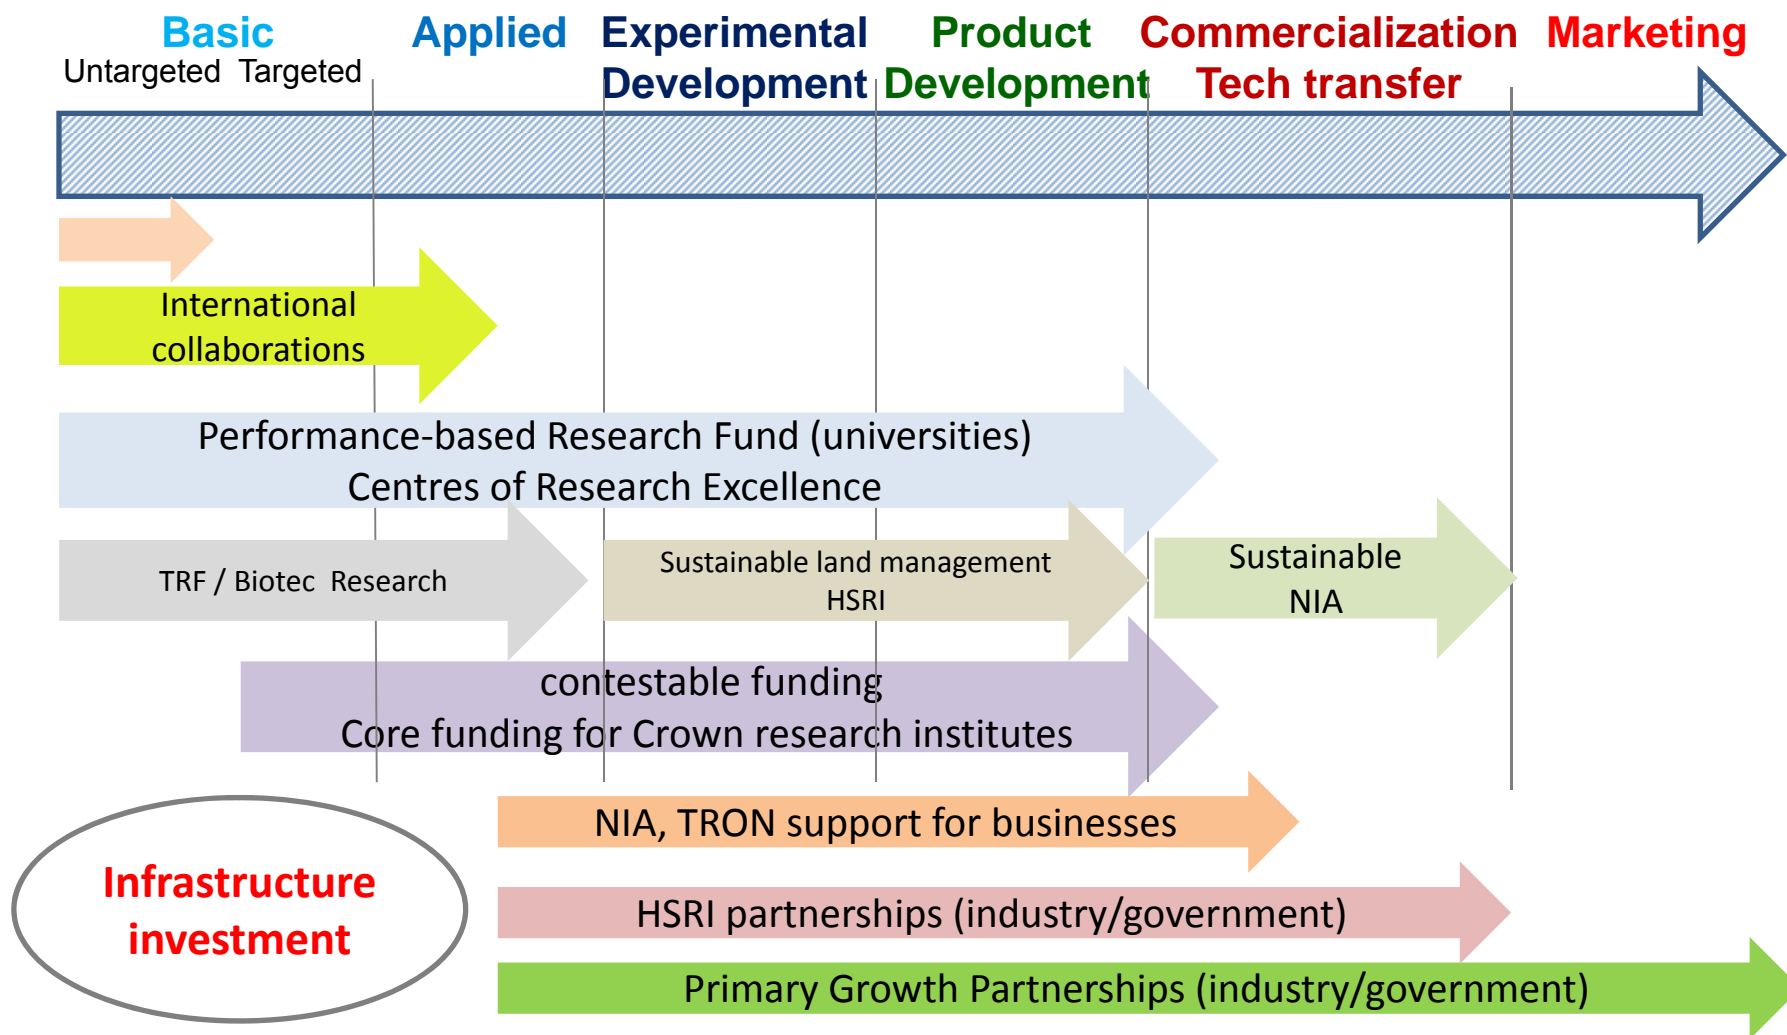 Basic
Untargeted Targeted
Applied
Experimental
Development
Product
Development
Commercialization
Tech transfer
Marketing
International
collaborations
Performance-based Research Fund (universities)
Centres of Research Excellence
TRF / Biotec Research
Sustainable land management
HSRI
Sustainable
NIA
contestable funding
Core funding for Crown research institutes
NIA, TRON support for businesses
HSRI partnerships (industry/government)
Primary Growth Partnerships (industry/government)
Infrastructure
investment